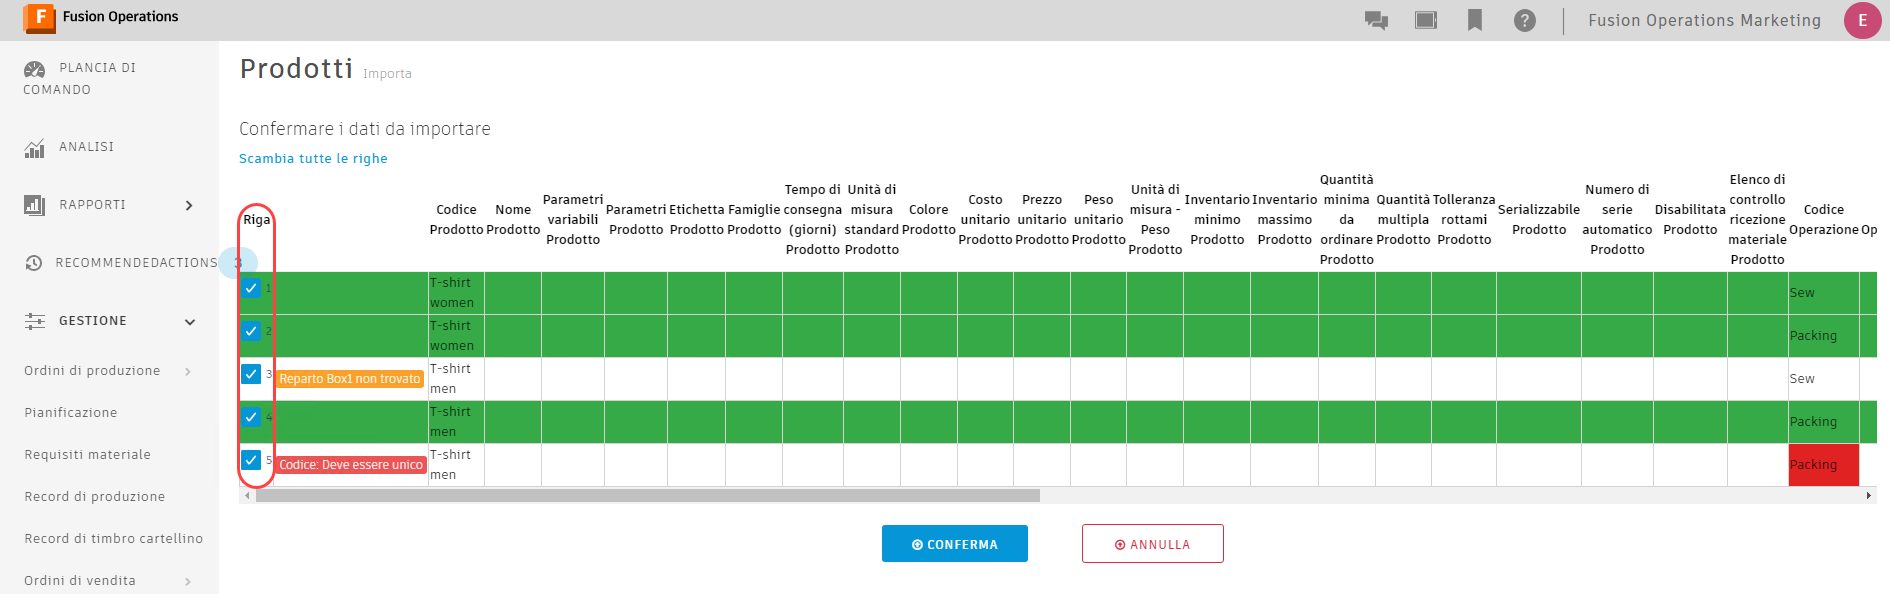 F Fusion Operations
Fusion Operations Marketing
E
PLANCIA DI
COMANDO
ANALISI
RAPPORTI
RECOMMENDEDACTIONS 3
GESTIONE
Ordini di produzione
Pianificazione
Requisiti materiale
Record di produzione
Record di timbro cartellino
Ordini di vendita
Prodotti Importa
Confermare i dati da importare
Scambia tutte le righe
Riga
Codice
Prodotto
Nome
Prodotto
Parametri
variabili
Prodotto
Parametri
Prodotto
Etichetta
Prodotto
Famiglie
Prodotto
Tempo di
consegna
(giorni)
Prodotto
Unità di
misura
standard
Prodotto
Colore
Prodotto
Costo
unitario
Prodotto
Prezzo
unitario
Prodotto
Peso
unitario
Prodotto
Unità di
misura -
Peso
Prodotto
Inventario
minimo
Prodotto
Inventario
massimo
Prodotto
Quantità
minima
da
ordinare
Prodotto
Quantità
multipla
Prodotto
Tolleranza
rottami
Prodotto
Serializzabile
Prodotto
Numero di
serie
automatico
Prodotto
Disabilitata
Prodotto
Elenco di
controllo
ricezione
materiale
Prodotto
Codice
Operazione
Op
1
T-shirt
women
Sew
2
T-shirt
women
Packing
3
Reparto Box1 non trovato
T-shirt
men
Sew
4
T-shirt
men
Packing
5
Codice: Deve essere unico
T-shirt
men
Packing
CONFERMA
ANNULLA